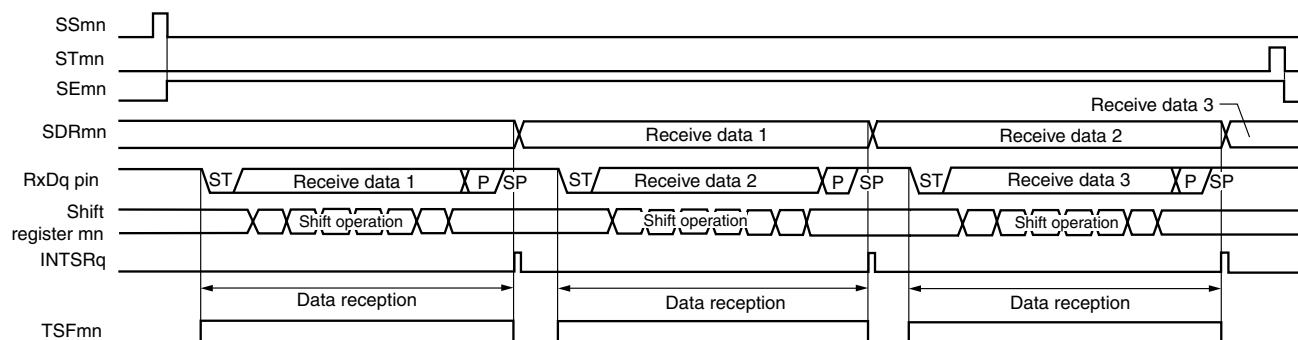 SSmn
STmn
SEmn
Receive data 3
SDRmn
Receive data 1
Receive data 2
RxDq pin
ST
Receive data 1
P
SP
ST
Receive data 2
P
SP
ST
Receive data 3
P
SP
Shift
register mn
Shift operation
Shift operation
Shift operation
INTSRq
Data reception
Data reception
Data reception
TSFmn